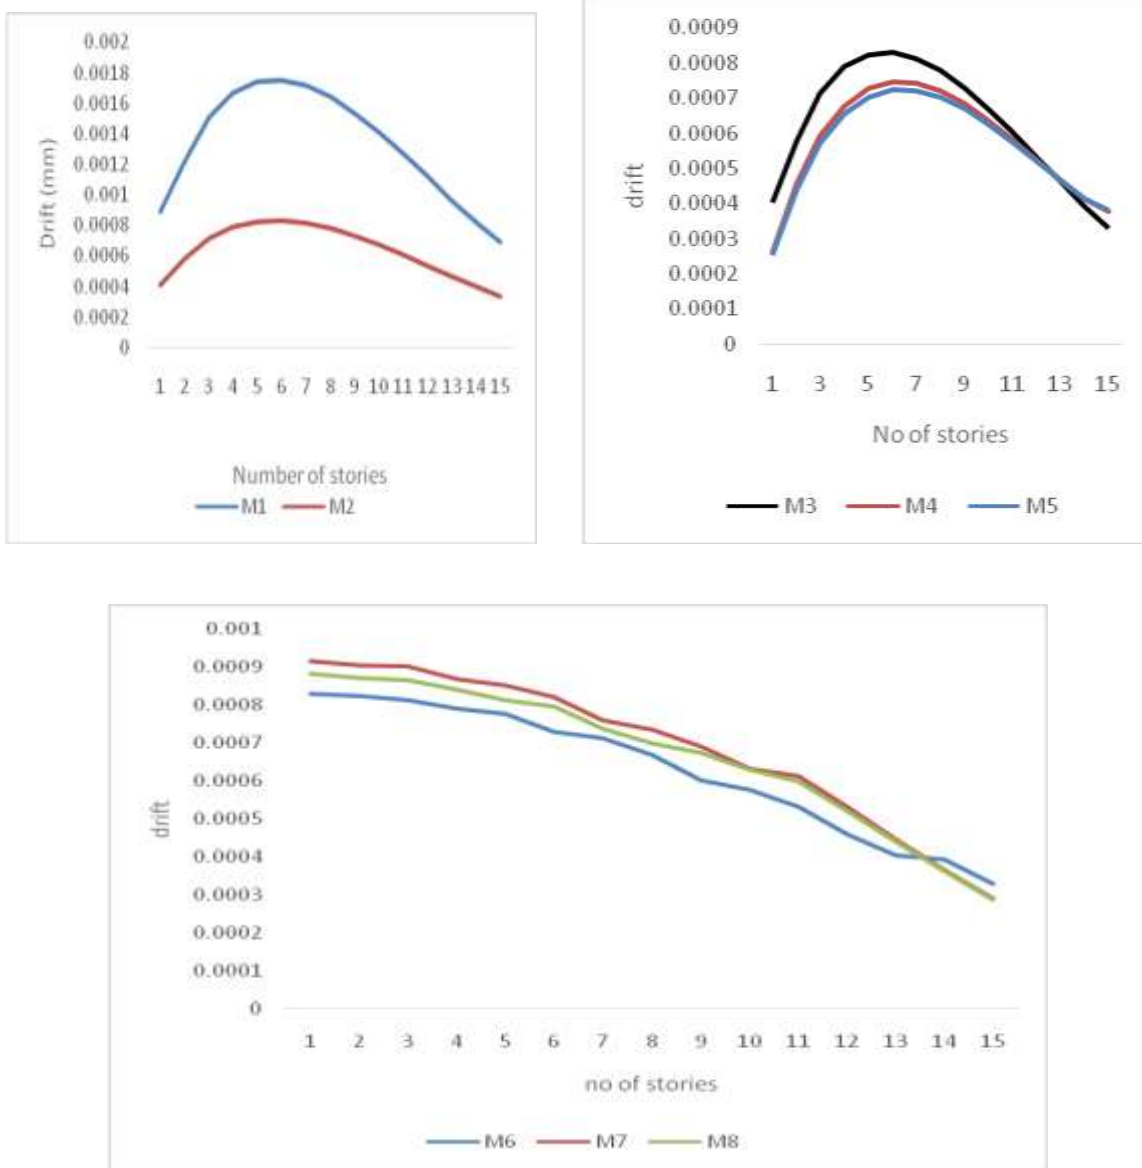 0.002
0.0018
0.0016
0.0014
0.0012
0.001
0.0008
0.0006
0.0004
0.0002
0
Drift (mm)
1 2 3 4 5 6 7 8 9 10 11 12 13 14 15
Number of stories
M1 M2
0.0009
0.0008
0.0007
0.0006
0.0005
0.0004
0.0003
0.0002
0.0001
0
drift
1 3 5 7 9 11 13 15
No of stories
M3 M4 M5
0.001
0.0009
0.0008
0.0007
0.0006
0.0005
0.0004
0.0003
0.0002
0.0001
0
drift
1 2 3 4 5 6 7 8 9 10 11 12 13 14 15
no of stories
M6 M7 M8